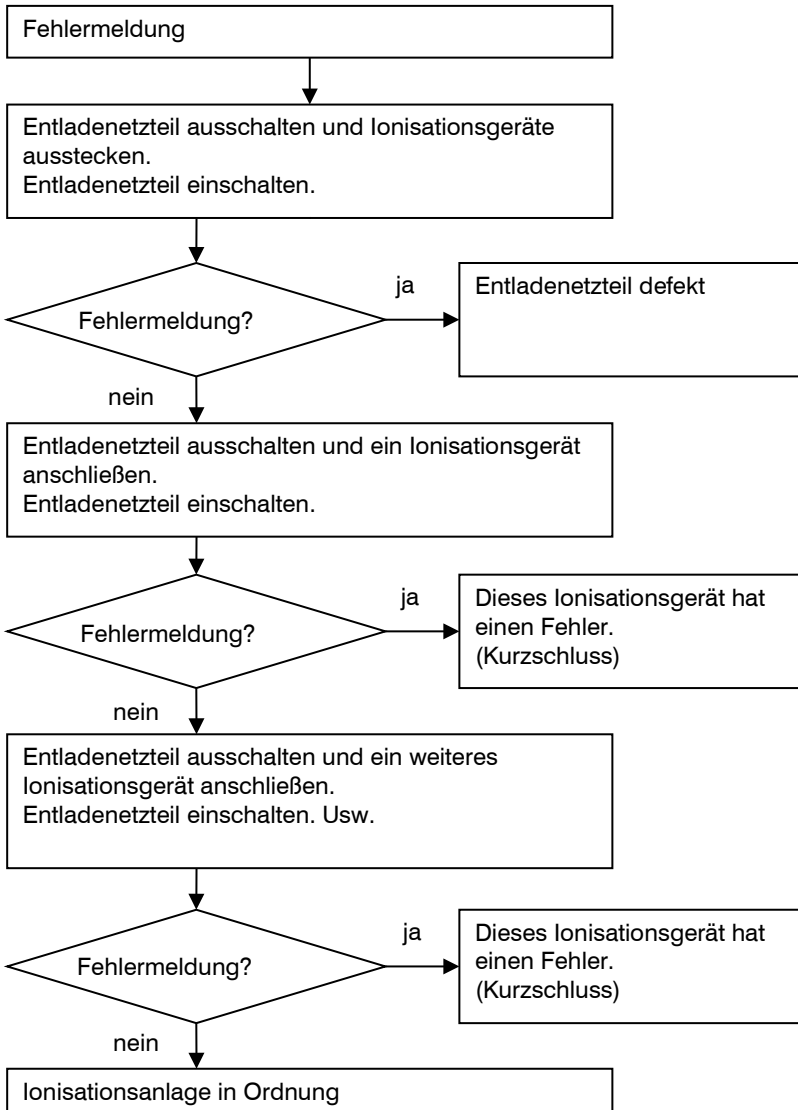 Fehlermeldung
Entladenetzteil ausschalten und Ionisationsgeräte
ausstecken.
Entladenetzteil einschalten.
Fehlermeldung?
ja
Entladenetzteil defekt
nein
Entladenetzteil ausschalten und ein Ionisationsgerät
anschließen.
Entladenetzteil einschalten.
Fehlermeldung?
ja
Dieses Ionisationsgerät hat
einen Fehler.
(Kurzschluss)
nein
Entladenetzteil ausschalten und ein weiteres
Ionisationsgerät anschließen.
Entladenetzteil einschalten. Usw.
Fehlermeldung?
ja
Dieses Ionisationsgerät hat
einen Fehler.
(Kurzschluss)
nein
Ionisationsanlage in Ordnung